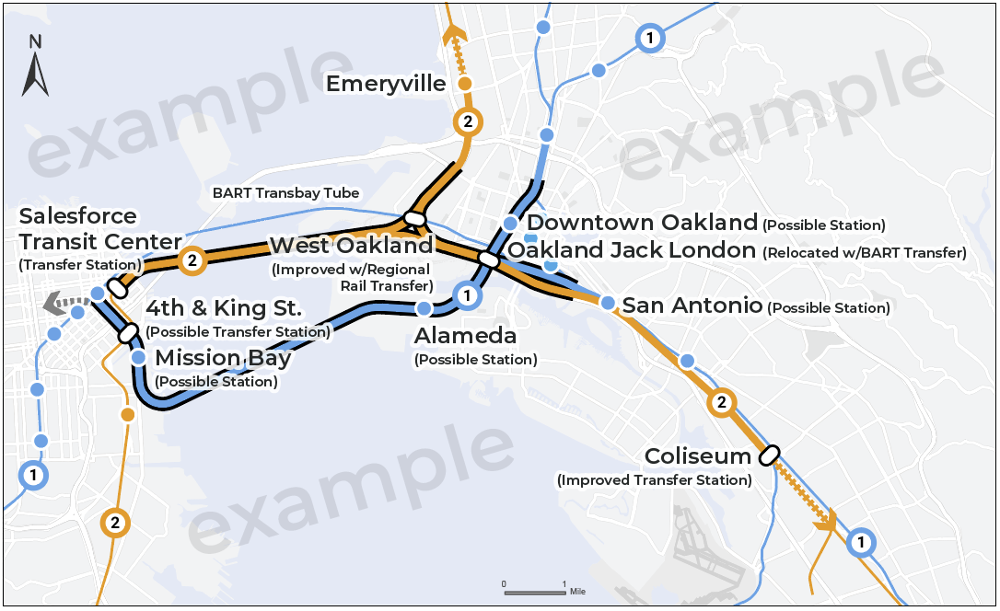 N
example
example
1
Emeryville
2
BART Transbay Tube
Salesforce
Transit Center
(Transfer Station)
2
West Oakland
(Improved w/Regional
Rail Transfer)
Downtown Oakland (Possible Station)
Oakland Jack London (Relocated w/BART Transfer)
1
San Antonio (Possible Station)
4th & King St.
(Possible Transfer Station)
Alameda
(Possible Station)
Mission Bay
(Possible Station)
2
example
Coliseum
(Improved Transfer Station)
1
2
1
0 1
Mile